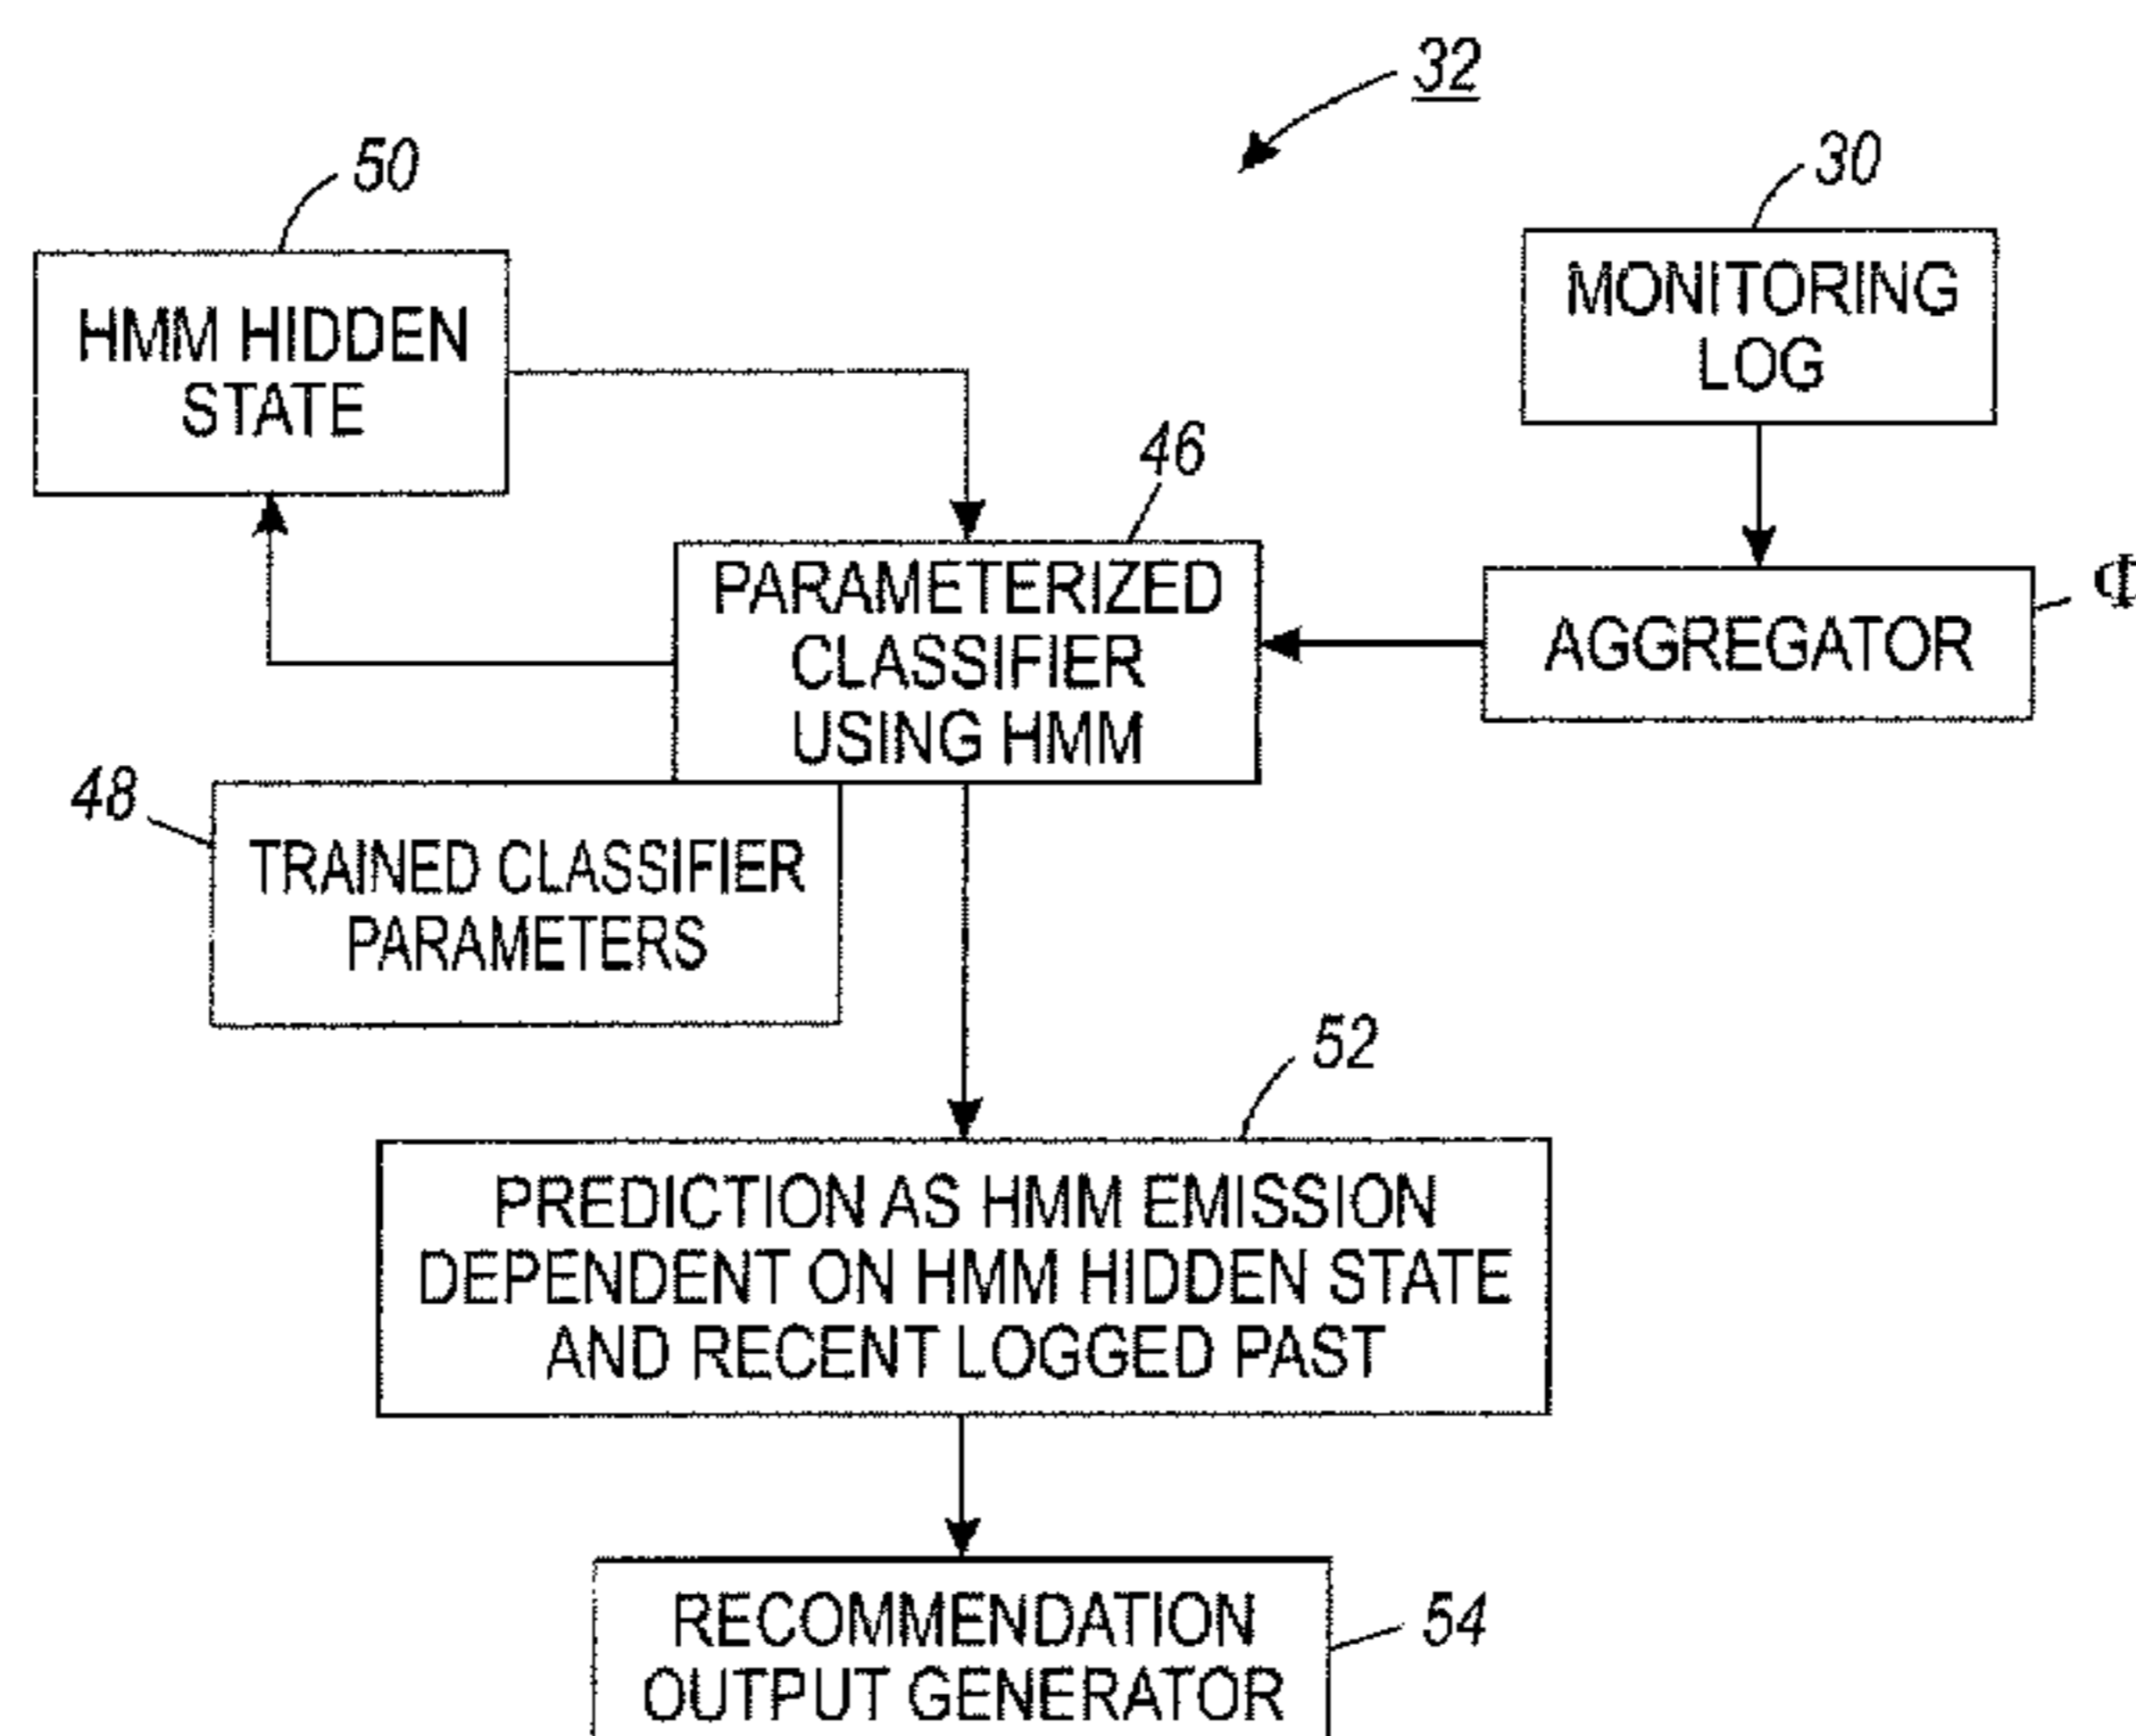 32
50
30
HMM HIDDEN
STATE
MONITORING
LOG
46
PARAMETERIZED
CLASSIFIER
USING HMM
AGGREGATOR
Φ
48
TRAINED CLASSIFIER
PARAMETERS
52
PREDICTION AS HMM EMISSION
DEPENDENT ON HMM HIDDEN STATE
AND RECENT LOGGED PAST
RECOMMENDATION
OUTPUT GENERATOR
54